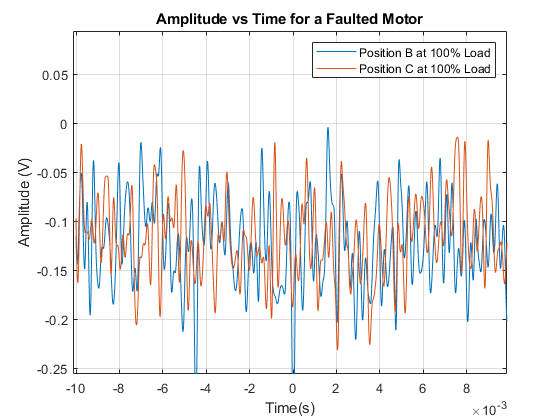 Amplitude vs Time for a Faulted Motor
Position B at 100% Load
Position C at 100% Load
Amplitude (V)
0.05
0
-0.05
-0.1
-0.15
-0.2
-0.25
-10 -8 -6 -4 -2 0 2 4 6 8
Time(s)
×10-3